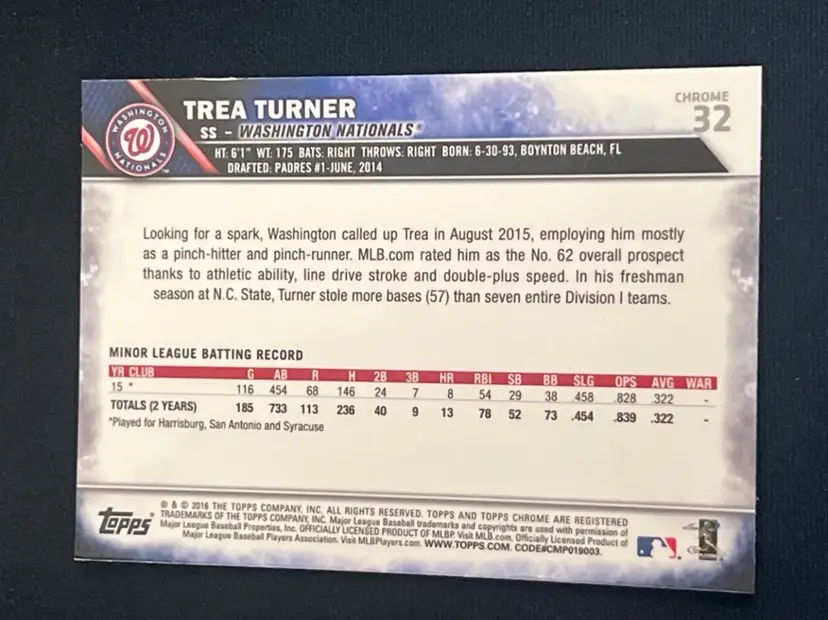 CHROME
32
WASHINGTON NATIONALS
W
TREA TURNER
SS – WASHINGTON NATIONALS®
HT: 6'1" WT: 175 BATS: RIGHT THROWS: RIGHT BORN: 6-30-93, BOYNTON BEACH, FL
DRAFTED: PADRES #1-JUNE, 2014
Looking for a spark, Washington called up Trea in August 2015, employing him mostly
as a pinch-hitter and pinch-runner. MLB.com rated him as the No. 62 overall prospect
thanks to athletic ability, line drive stroke and double-plus speed. In his freshman
season at N.C. State, Turner stole more bases (57) than seven entire Division I teams.
MINOR LEAGUE BATTING RECORD
YR CLUB G AB R H 2B 3B HR RBI SB BB SLG OPS AVG WAR
15 * 116 454 68 146 24 7 8 54 29 38 .458 .828 .322 -
TOTALS (2 YEARS) 185 733 113 236 40 9 13 78 52 73 .454 .839 .322 -
*Played for Harrisburg, San Antonio and Syracuse
Topps®
® & © 2016 THE TOPPS COMPANY, INC. ALL RIGHTS RESERVED. TOPPS AND TOPPS CHROME ARE REGISTERED
TRADEMARKS OF THE TOPPS COMPANY, INC. Major League Baseball trademarks and copyrights are used with permission of
Major League Baseball Properties, Inc. OFFICIALLY LICENSED PRODUCT OF MLBP Visit MLB.com. Officially Licensed Product of
Major League Baseball Players Association. Visit MLBPlayers.com. WWW.TOPPS.COM. CODE#CMP019003.